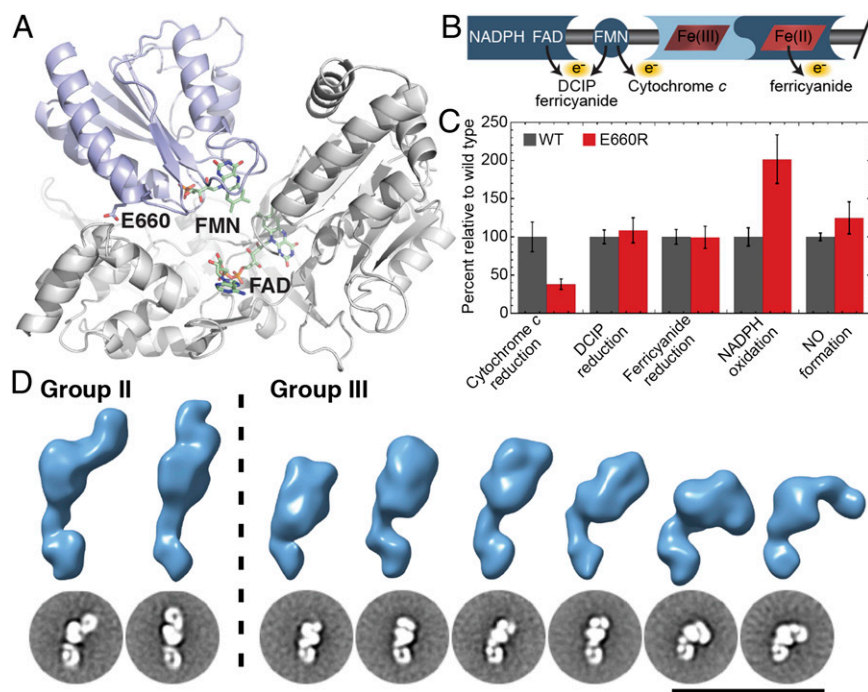 A
E660
FMN
FAD
B
NADPH FAD FMN Fe(III) Fe(II)
e-
e-
e-
DCIP
ferricyanide
Cytochrome c
ferricyanide
C
WT
E660R
Percent relative to wild type
250
200
150
100
50
0
Cytochrome c
reduction
DCIP
reduction
Ferricyanide
reduction
NADPH
oxidation
NO
formation
D
Group II
Group III